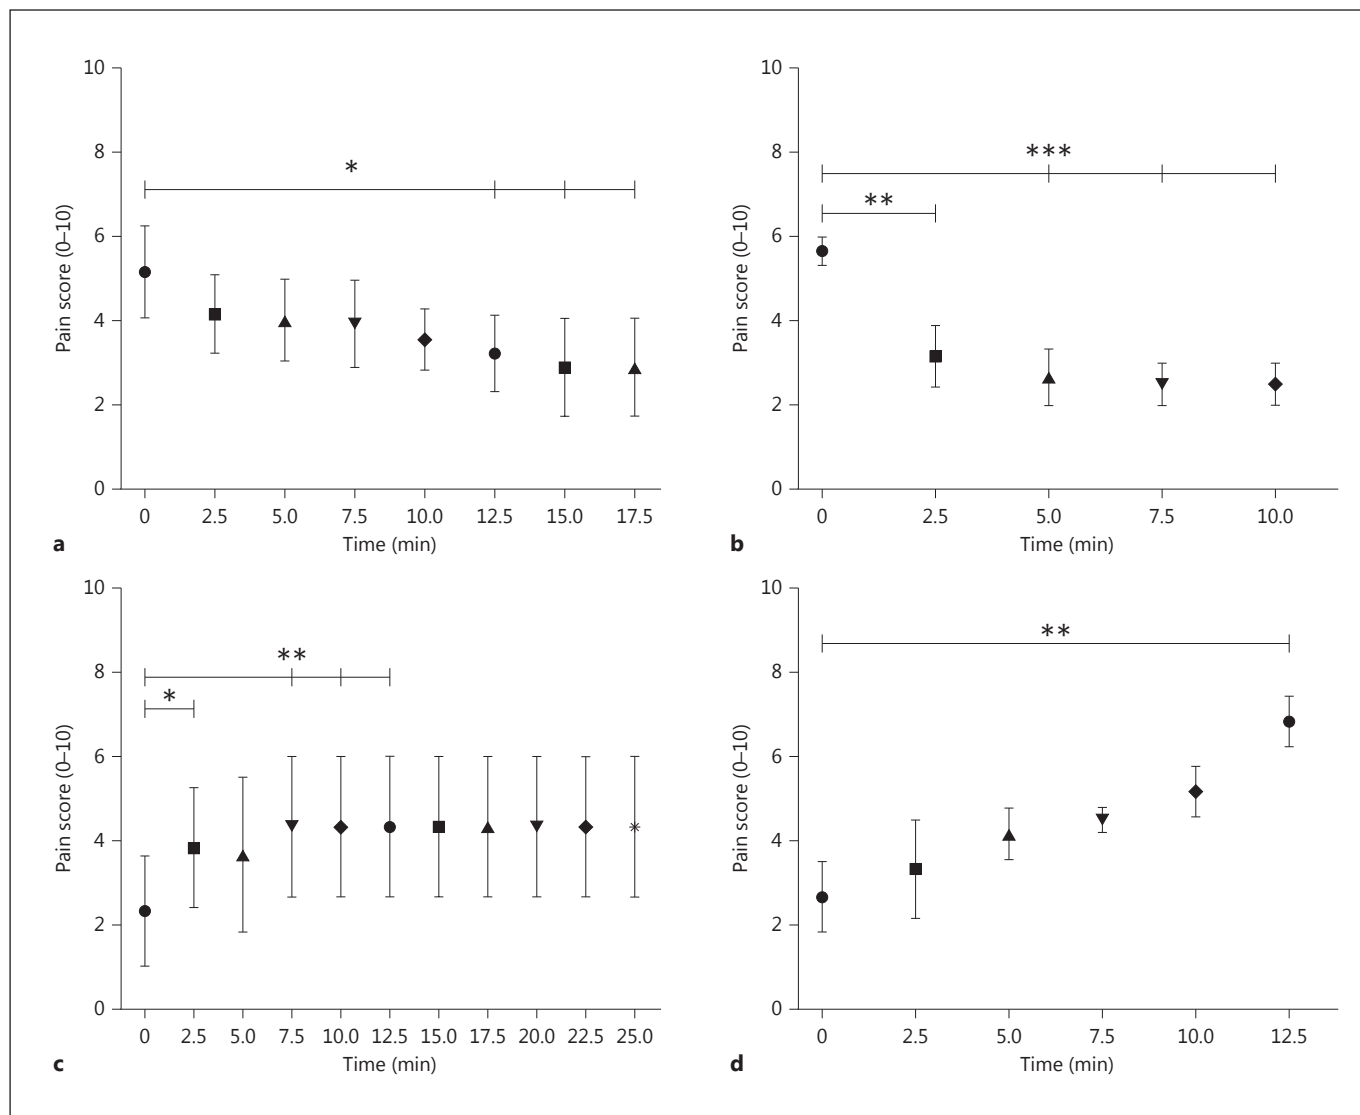 10
8
6
4
2
0
Pain score (0–10)
*
0 2.5 5.0 7.5 10.0 12.5 15.0 17.5
Time (min)
a
10
8
6
4
2
0
Pain score (0–10)
***
**
0 2.5 5.0 7.5 10.0
Time (min)
b
10
8
6
4
2
0
Pain score (0–10)
**
*
0 2.5 5.0 7.5 10.0 12.5 15.0 17.5 20.0 22.5 25.0
Time (min)
c
10
8
6
4
2
0
Pain score (0–10)
**
0 2.5 5.0 7.5 10.0 12.5
Time (min)
d